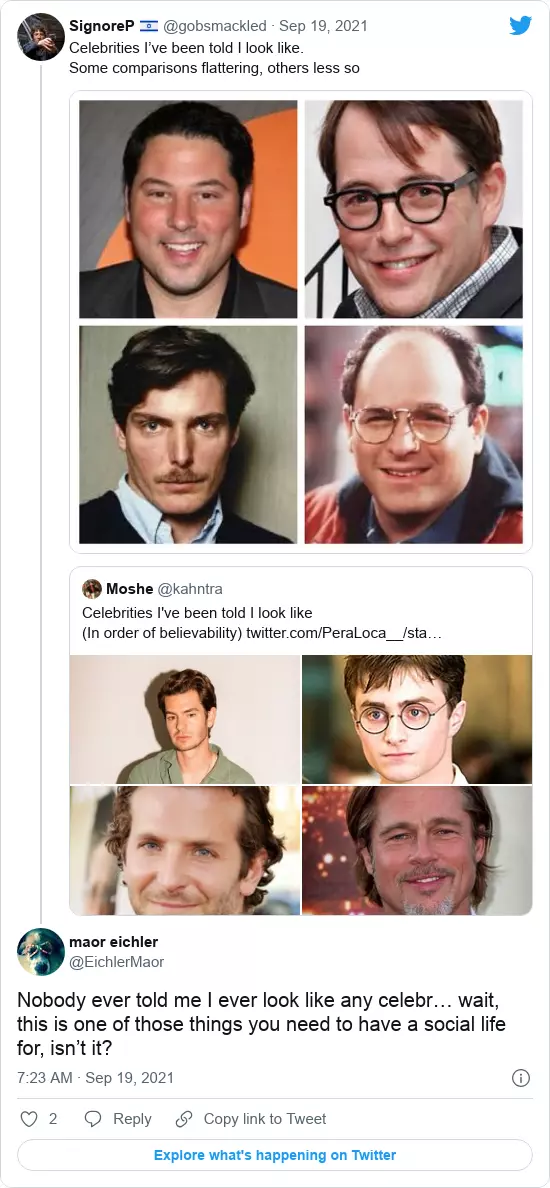 SignoreP 🇮🇱 @gobsmackled · Sep 19, 2021
Celebrities I’ve been told I look like.
Some comparisons flattering, others less so
Moshe @kahntra
Celebrities I've been told I look like
(In order of believability) twitter.com/PeraLoca__/sta…
maor eichler
@EichlerMaor
Nobody ever told me I ever look like any celebr… wait,
this is one of those things you need to have a social life
for, isn’t it?
7:23 AM · Sep 19, 2021
2 Reply Copy link to Tweet
Explore what's happening on Twitter